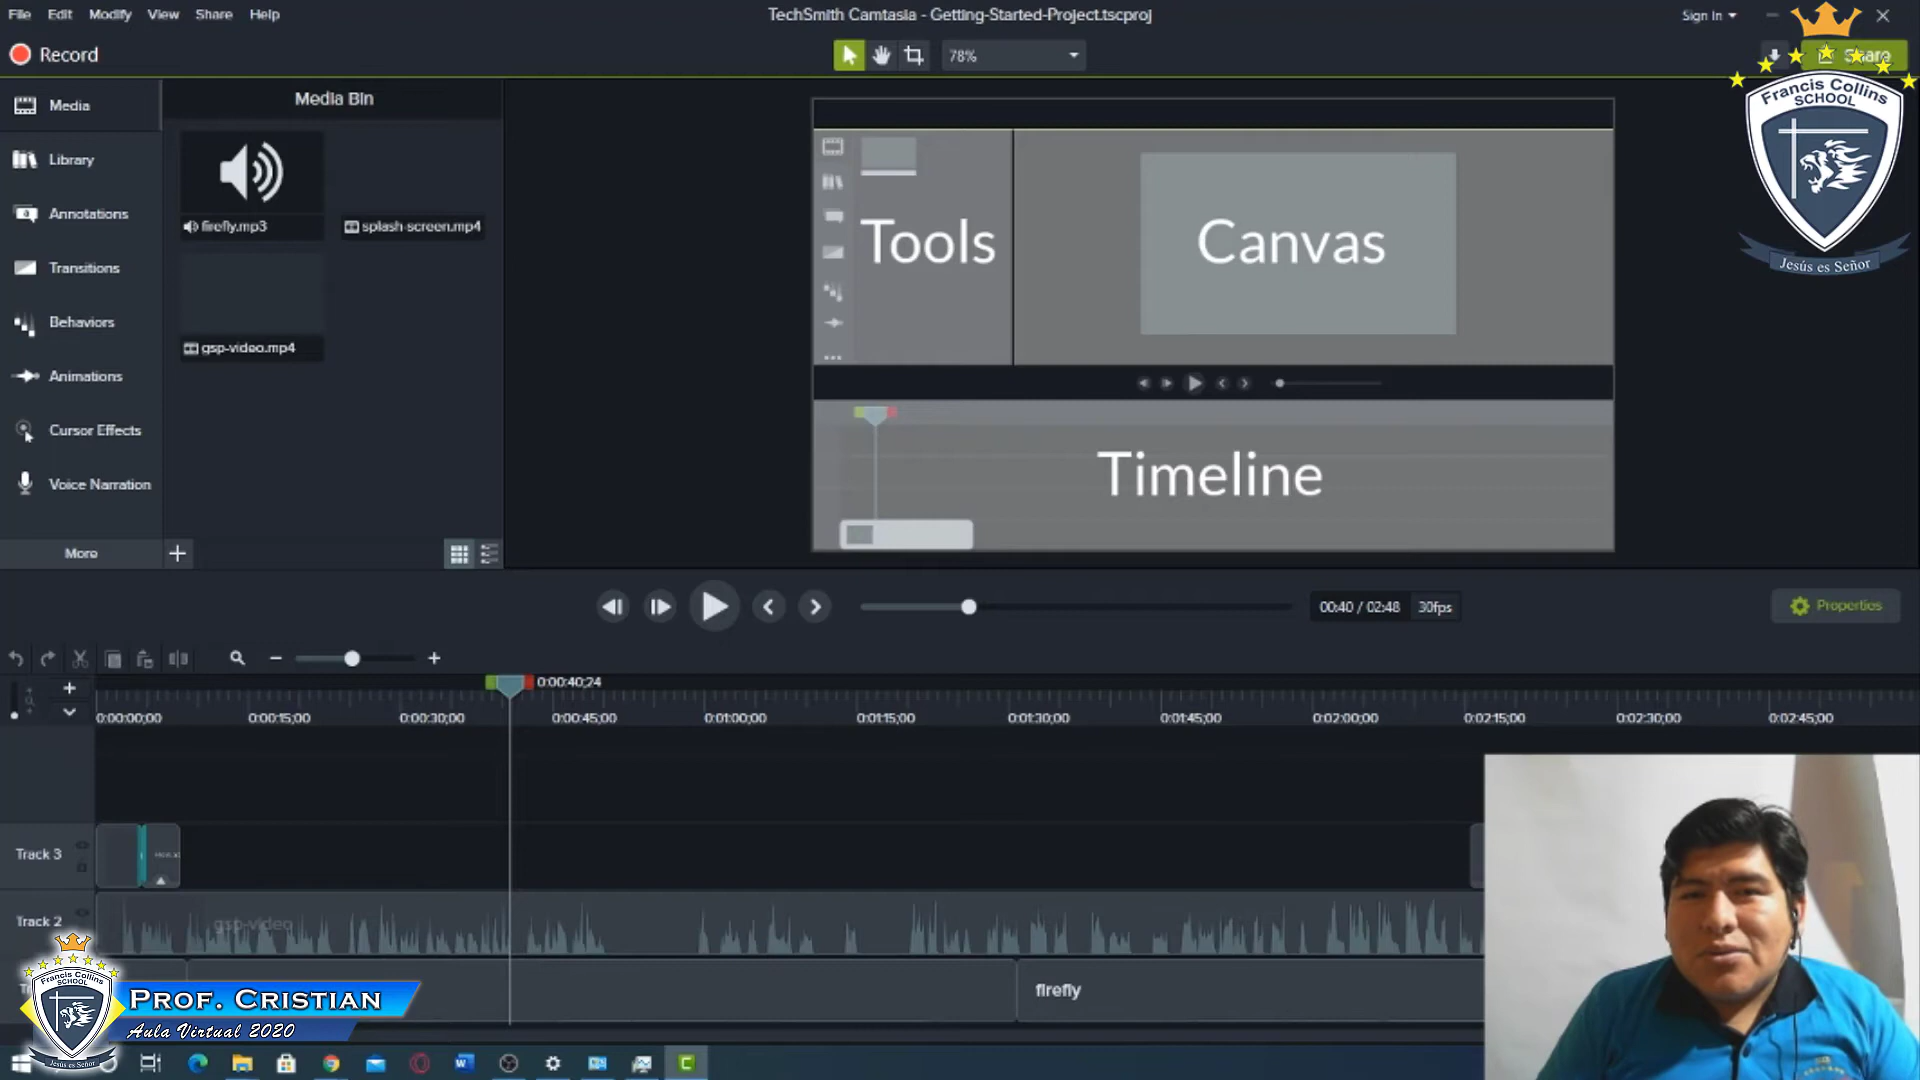 File Edit Modify View Share Help
TechSmith Camtasia - Getting-Started-Project.tscproj
Sign In
Record
78%
Share
Media
Library
Annotations
Transitions
Behaviors
Animations
Cursor Effects
Voice Narration
More
Media Bin
firefly.mp3
splash-screen.mp4
gsp-video.mp4
Tools
Canvas
Timeline
Francis Collins
SCHOOL
Jesús es Señor
00:40 / 02:48 30fps
Properties
0:00:40;24
0:00:00;00 0:00:15;00 0:00:30;00 0:00:45;00 0:01:00;00 0:01:15;00 0:01:30;00 0:01:45;00 0:02:00;00 0:02:15;00 0:02:30;00 0:02:45;00
Track 3
Track 2
gsp-video
firefly
Francis Collins
SCHOOL
Jesús es Señor
Prof. Cristian
Aula Virtual 2020